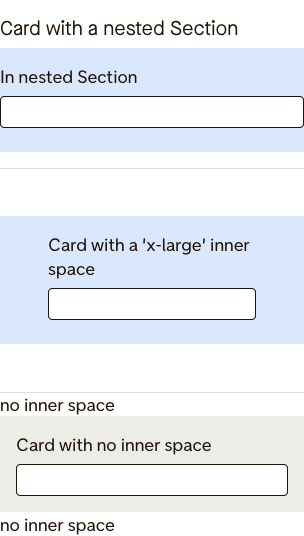 Card with a nested Section
In nested Section
Card with a 'x-large' inner
space
no inner space
Card with no inner space
no inner space